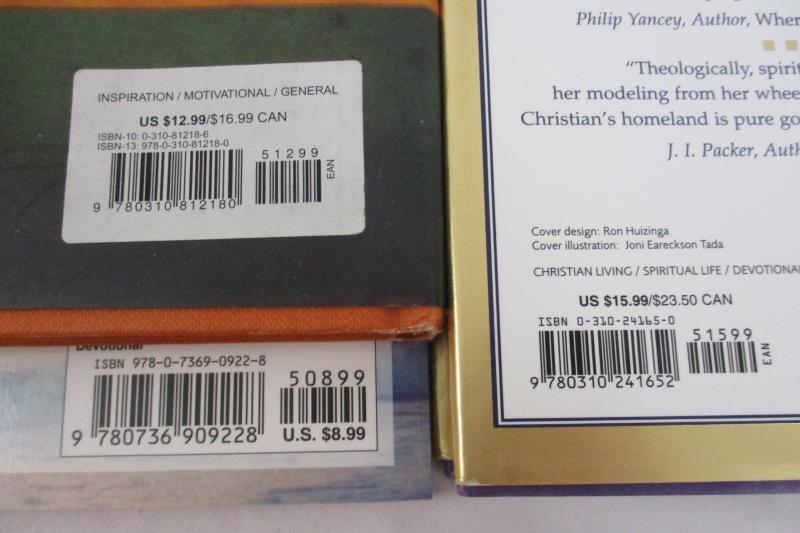 INSPIRATION / MOTIVATIONAL / GENERAL
US $12.99/$16.99 CAN
ISBN-10: 0-310-81218-6
ISBN-13: 978-0-310-81218-0
51299
EAN
9 780310 812180
Devotional
ISBN 978-0-7369-0922-8
50899
9 780736 909228
U.S. $8.99
Philip Yancey, Author, Wher
"Theologically, spirit
her modeling from her whee
Christian's homeland is pure go
J. I. Packer, Auth
Cover design: Ron Huizinga
Cover illustration: Joni Eareckson Tada
CHRISTIAN LIVING / SPIRITUAL LIFE / DEVOTIONAL
US $15.99/$23.50 CAN
ISBN 0-310-24165-0
51599
EAN
9 780310 241652